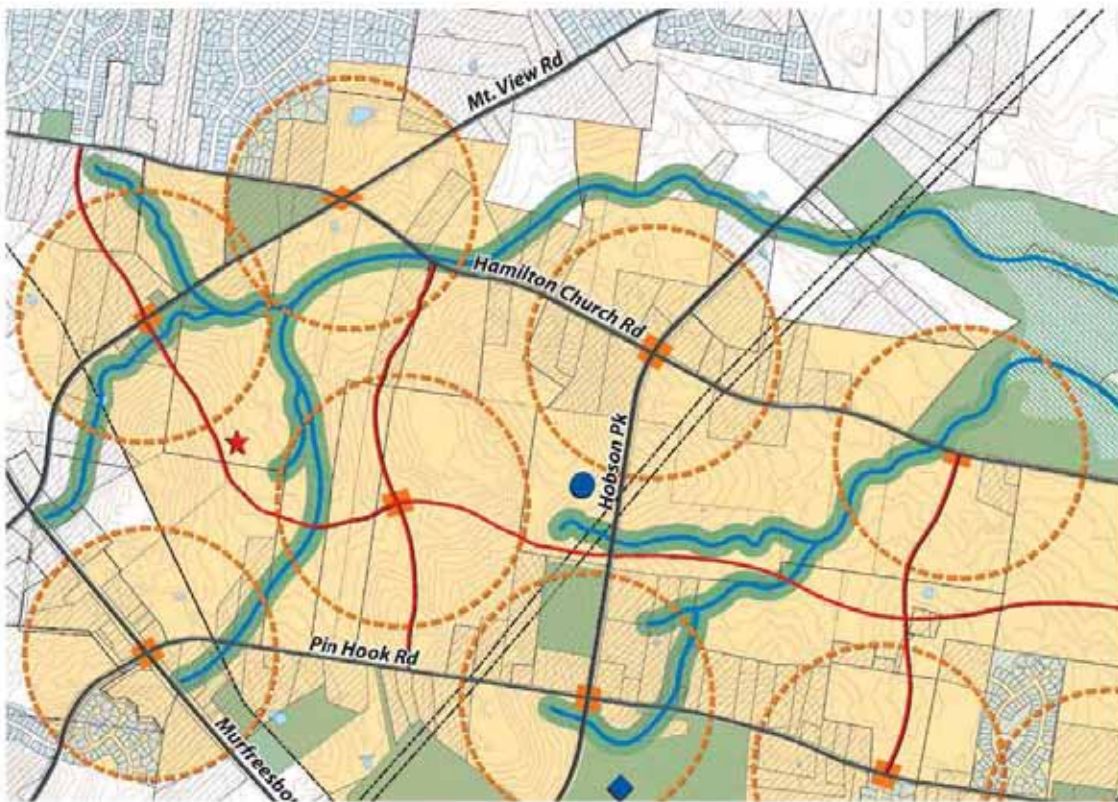 Mt. View Rd
Hamilton Church Rd
Hobson Pk
Pin Hook Rd
Murfreesbo